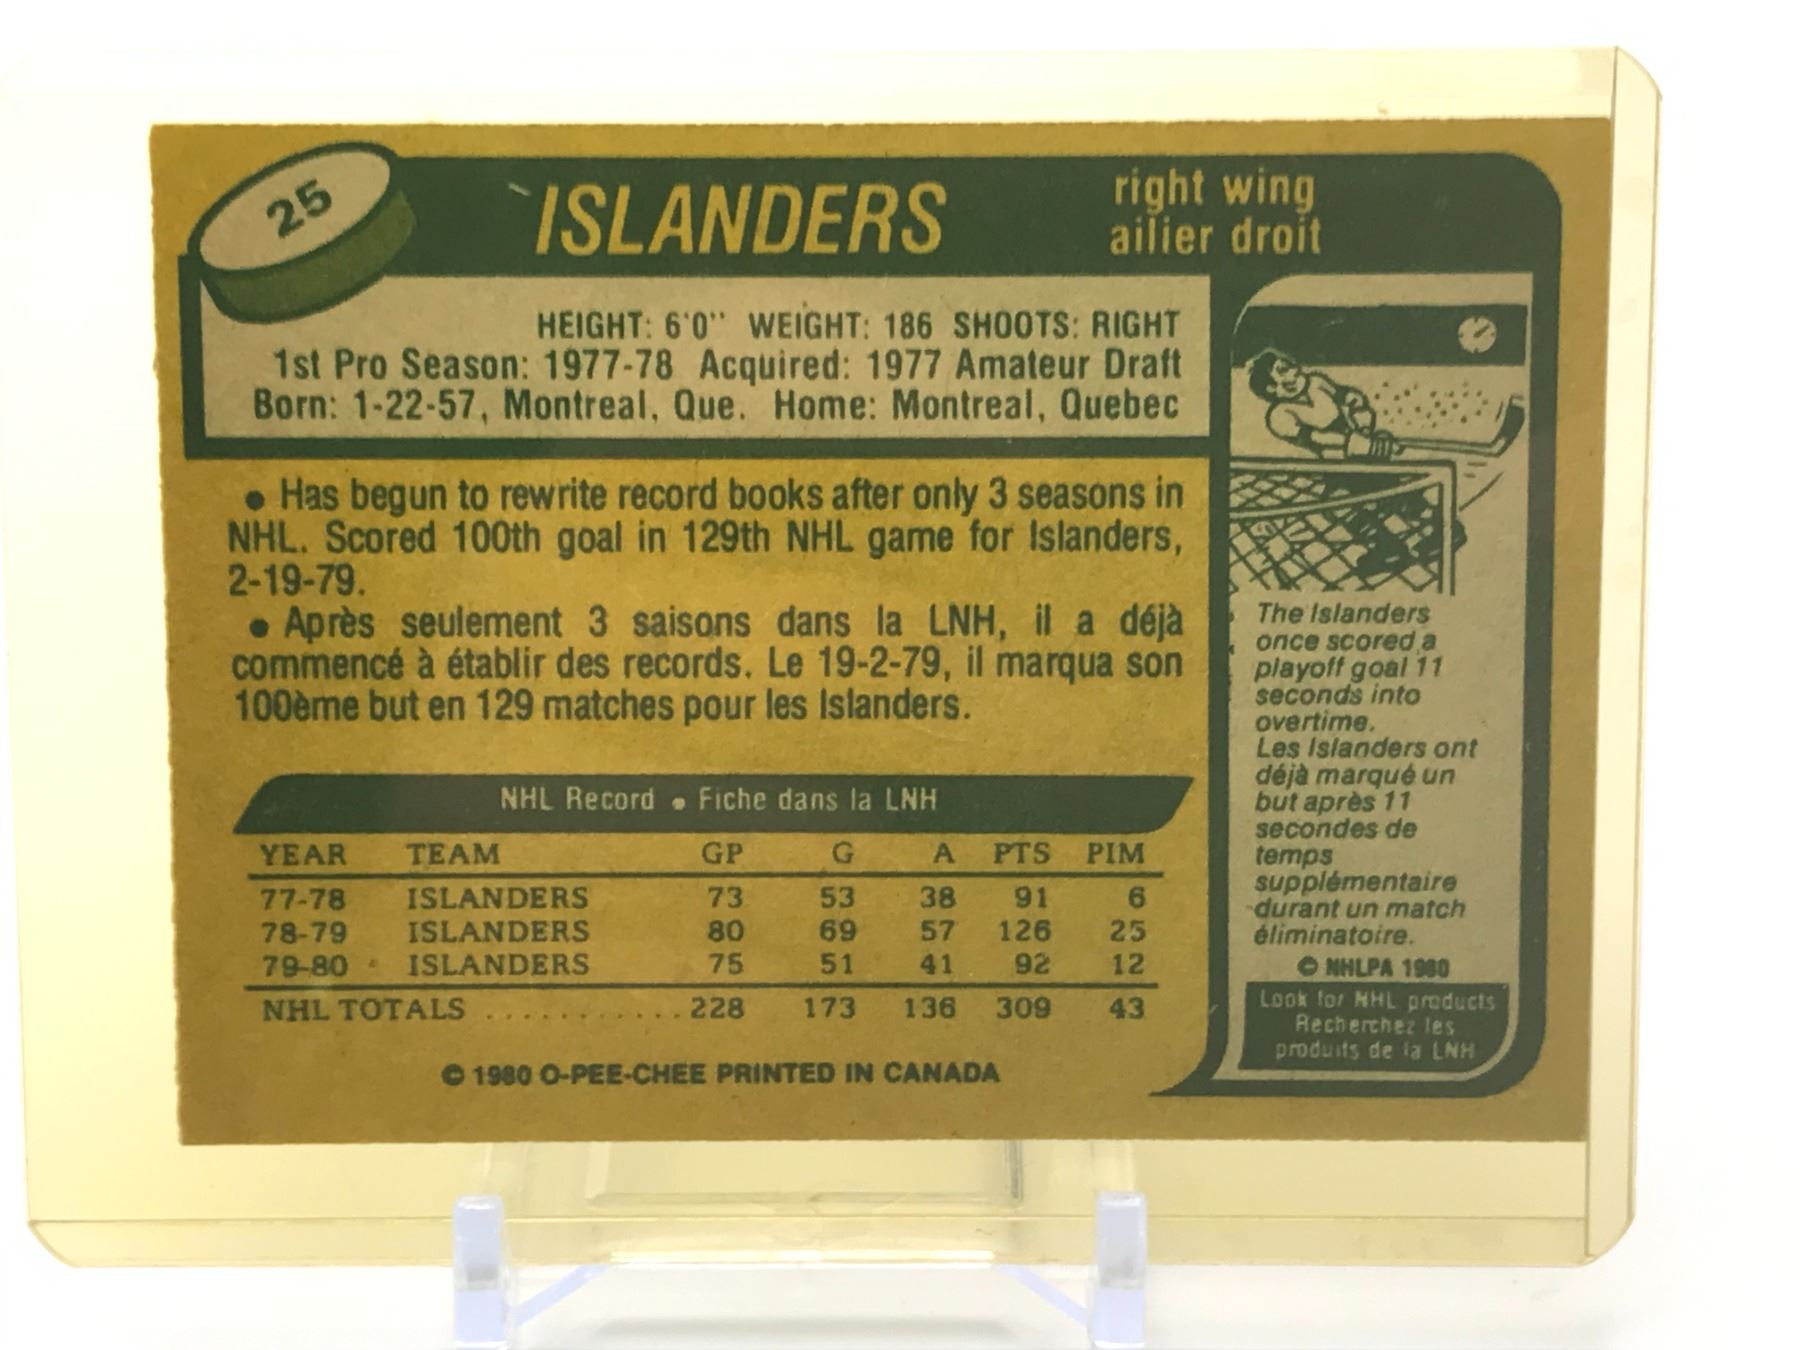 25
ISLANDERS
right wing
ailier droit
HEIGHT: 6'0" WEIGHT: 186 SHOOTS: RIGHT
1st Pro Season: 1977-78 Acquired: 1977 Amateur Draft
Born: 1-22-57, Montreal, Que. Home: Montreal, Quebec
• Has begun to rewrite record books after only 3 seasons in
NHL. Scored 100th goal in 129th NHL game for Islanders,
2-19-79.
• Après seulement 3 saisons dans la LNH, il a déjà
commencé à établir des records. Le 19-2-79, il marqua son
100ème but en 129 matches pour les Islanders.
NHL Record • Fiche dans la LNH
YEAR TEAM GP G A PTS PIM
77-78 ISLANDERS 73 53 38 91 6
78-79 ISLANDERS 80 69 57 126 25
79-80 ISLANDERS 75 51 41 92 12
NHL TOTALS ............ 228 173 136 309 43
© 1980 O-PEE-CHEE PRINTED IN CANADA
The Islanders
once scored a
playoff goal 11
seconds into
overtime.
Les Islanders ont
déjà marqué un
but après 11
secondes de
temps
supplémentaire
durant un match
éliminatoire.
© NHLPA 1980
Look for NHL products
Recherchez les
produits de la LNH